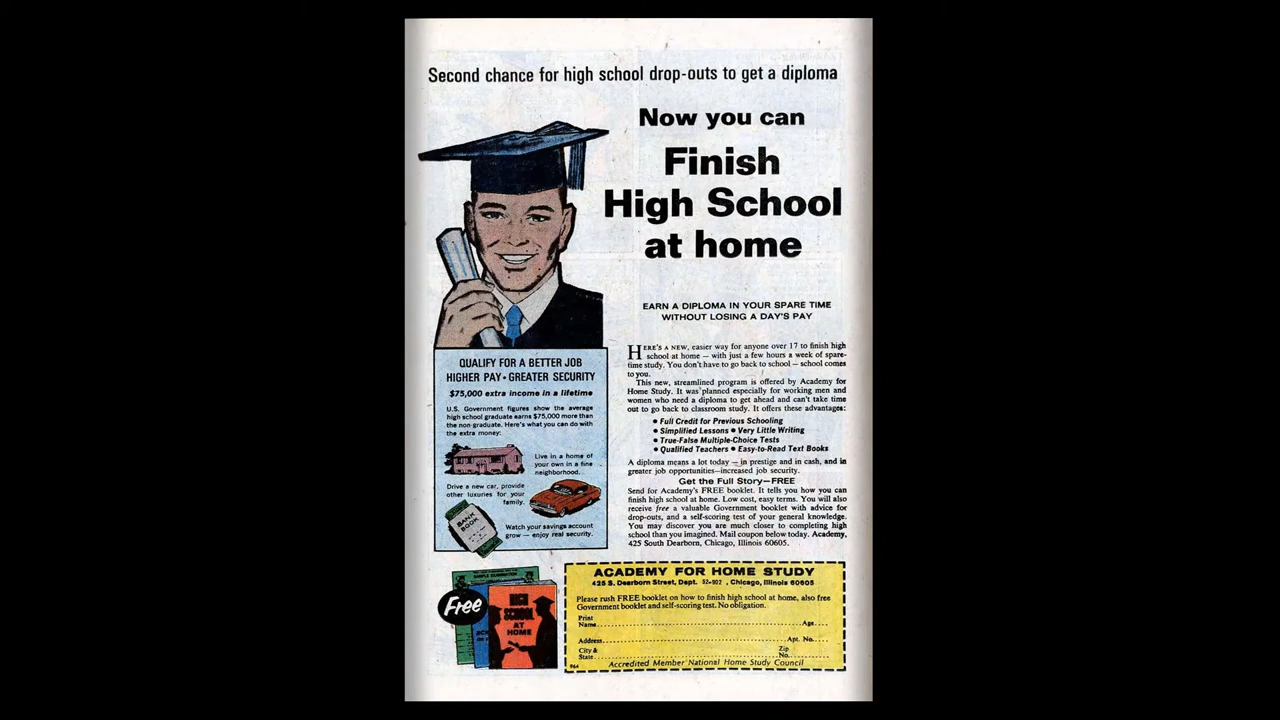 Second chance for high school drop-outs to get a diploma
Now you can
Finish
High School
at home
EARN A DIPLOMA IN YOUR SPARE TIME
WITHOUT LOSING A DAY'S PAY
QUALIFY FOR A BETTER JOB
HIGHER PAY • GREATER SECURITY
$75,000 extra income in a lifetime
U.S. Government figures show the average
high school graduate earns $75,000 more than
the non-graduate. Here's what you can do with
the extra money:
Live in a home of
your own in a fine
neighborhood.
Drive a new car, provide
other luxuries for your
family.
BANK
BOOK
Watch your savings account
grow — enjoy real security.
HERE'S A NEW, easier way for anyone over 17 to finish high
school at home — with just a few hours a week of spare-
time study. You don't have to go back to school — school comes
to you.
This new, streamlined program is offered by Academy for
Home Study. It was planned especially for working men and
women who need a diploma to get ahead and can't take time
out to go back to classroom study. It offers these advantages:
• Full Credit for Previous Schooling
• Simplified Lessons • Very Little Writing
• True-False Multiple-Choice Tests
• Qualified Teachers • Easy-to-Read Text Books
A diploma means a lot today — in prestige and in cash, and in
greater job opportunities—increased job security.
Get the Full Story—FREE
Send for Academy's FREE booklet. It tells you how you can
finish high school at home. Low cost, easy terms. You will also
receive free a valuable Government booklet with advice for
drop-outs, and a self-scoring test of your general knowledge.
You may discover you are much closer to completing high
school than you imagined. Mail coupon below today. Academy,
425 South Dearborn, Chicago, Illinois 60605.
Free
HIGH
SCHOOL
AT
HOME
ACADEMY FOR HOME STUDY
425 S. Dearborn Street, Dept. 52-902 , Chicago, Illinois 60605
Please rush FREE booklet on how to finish high school at home, also free
Government booklet and self-scoring test. No obligation.
Print
Name Age
Address Apt. No.
City & Zip
State No.
964 Accredited Member National Home Study Council